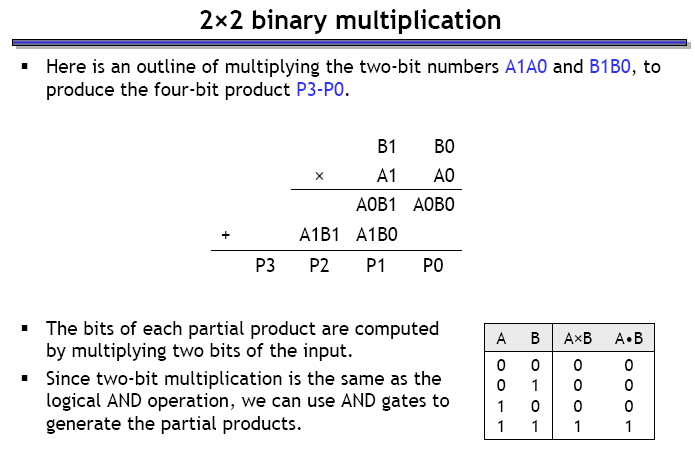 2×2 binary multiplication
▪ Here is an outline of multiplying the two-bit numbers A1A0 and B1B0, to
produce the four-bit product P3-P0.
B1 B0
× A1 A0
A0B1 A0B0
+ A1B1 A1B0
P3 P2 P1 P0
▪ The bits of each partial product are computed
by multiplying two bits of the input.
▪ Since two-bit multiplication is the same as the
logical AND operation, we can use AND gates to
generate the partial products.
A B A×B A•B
0 0 0 0
0 1 0 0
1 0 0 0
1 1 1 1